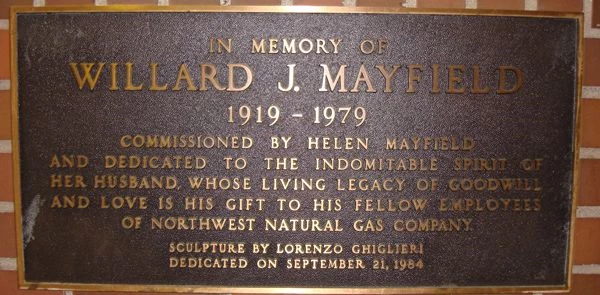 IN MEMORY OF
WILLARD J. MAYFIELD
1919 - 1979
COMMISSIONED BY HELEN MAYFIELD
AND DEDICATED TO THE INDOMITABLE SPIRIT OF
HER HUSBAND, WHOSE LIVING LEGACY OF GOODWILL
AND LOVE IS HIS GIFT TO HIS FELLOW EMPLOYEES
OF NORTHWEST NATURAL GAS COMPANY.
SCULPTURE BY LORENZO GHIGLIERI
DEDICATED ON SEPTEMBER 21, 1984